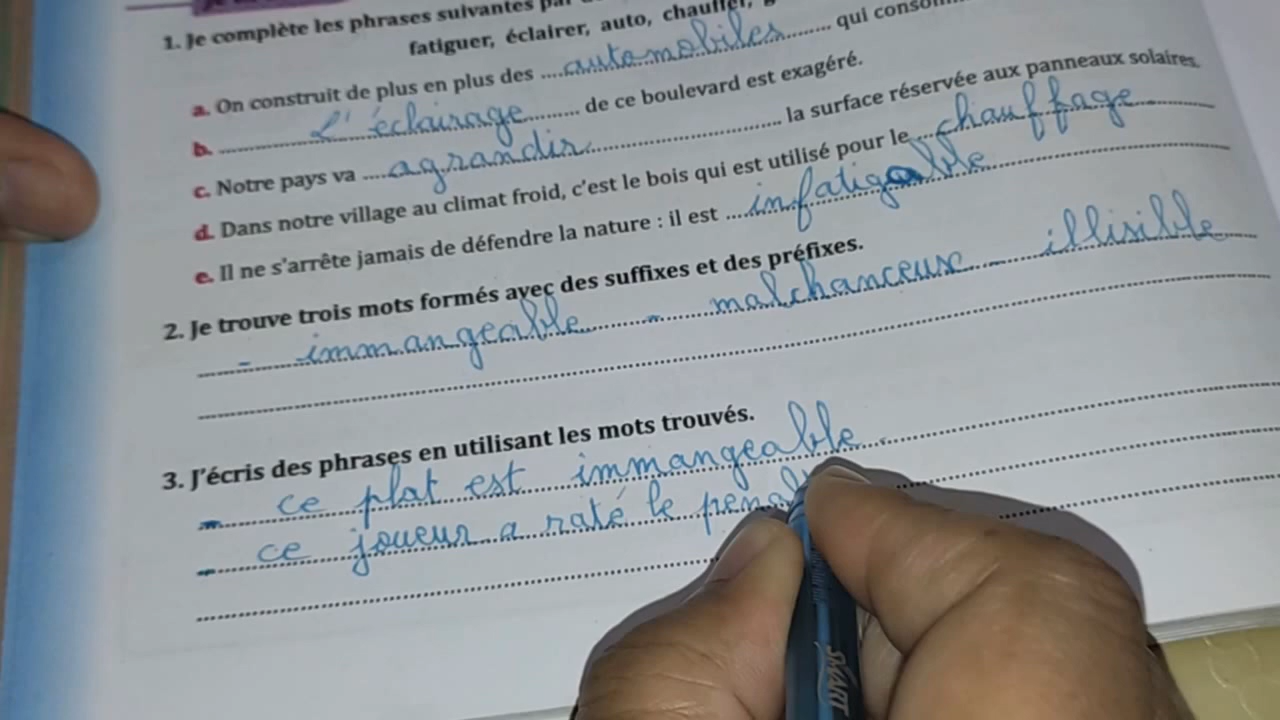 1. Je complète les phrases suivantes
fatiguer, éclairer, auto, chauffer,
a. On construit de plus en plus des automobiles qui
b. L'éclairage de ce boulevard est exagéré.
c. Notre pays va agrandir la surface réservée aux panneaux solaires.
d. Dans notre village au climat froid, c'est le bois qui est utilisé pour le chauffage
e. Il ne s'arrête jamais de défendre la nature : il est infatigable
2. Je trouve trois mots formés avec des suffixes et des préfixes.
- immangeable - malchanceux - illisible
3. J'écris des phrases en utilisant les mots trouvés.
- ce plat est immangeable.
- ce joueur a raté le
SMART